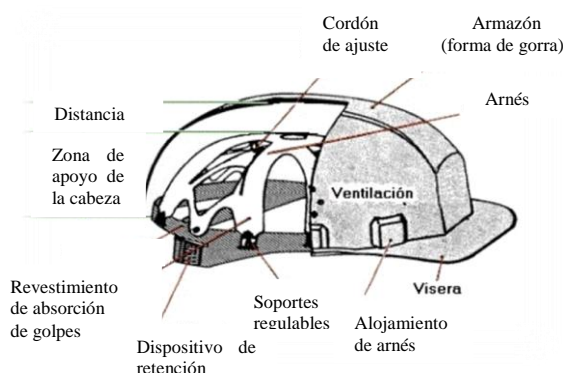 Cordón
de ajuste
Armazón
(forma de gorra)
Arnés
Distancia
Zona de
apoyo de
la cabeza
Ventilación
Visera
Revestimiento
de absorción
de golpes
Soportes
regulables
Alojamiento
de arnés
Dispositivo de
retención